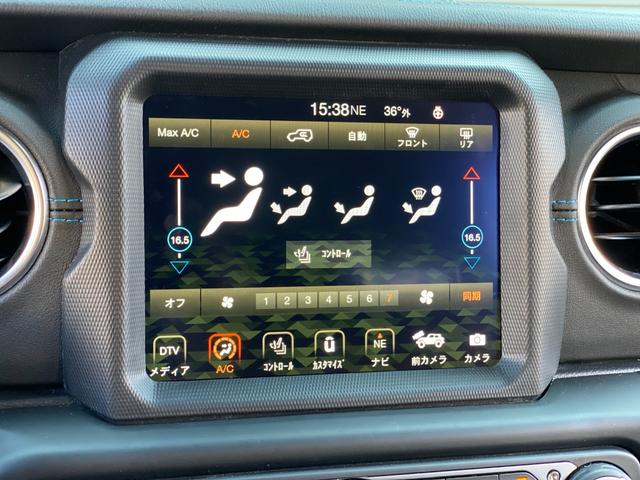 15:38NE 36°外
Max A/C A/C 自動 フロント リア
16.5 16.5
コントロール
オフ 1 2 3 4 5 6 7 同期
DTV NE
メディア A/C コントロール カスタマイズ ナビ 前カメラ カメラ